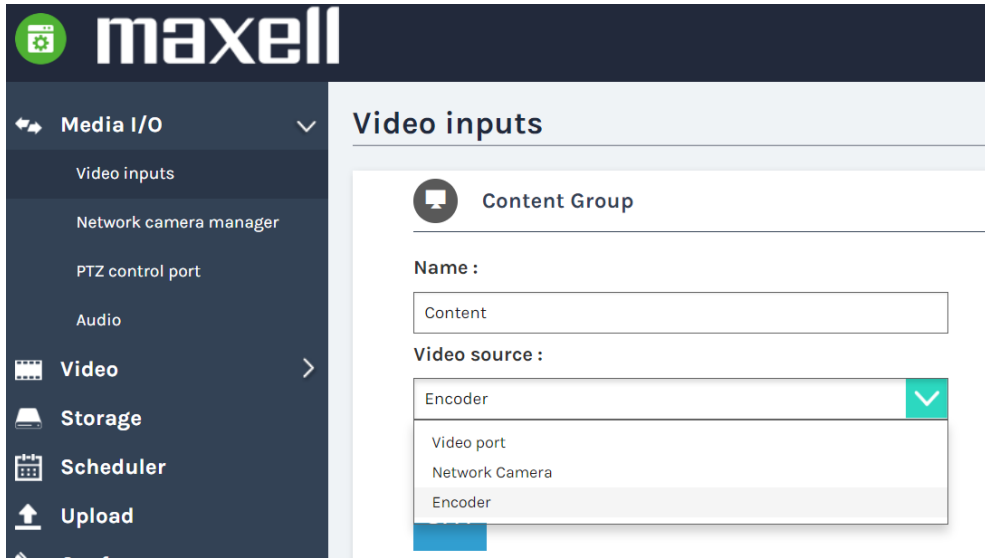 maxell
Media I/O
Video inputs
Network camera manager
PTZ control port
Audio
Video
Storage
Scheduler
Upload
Video inputs
Content Group
Name :
Content
Video source :
Encoder
Video port
Network Camera
Encoder